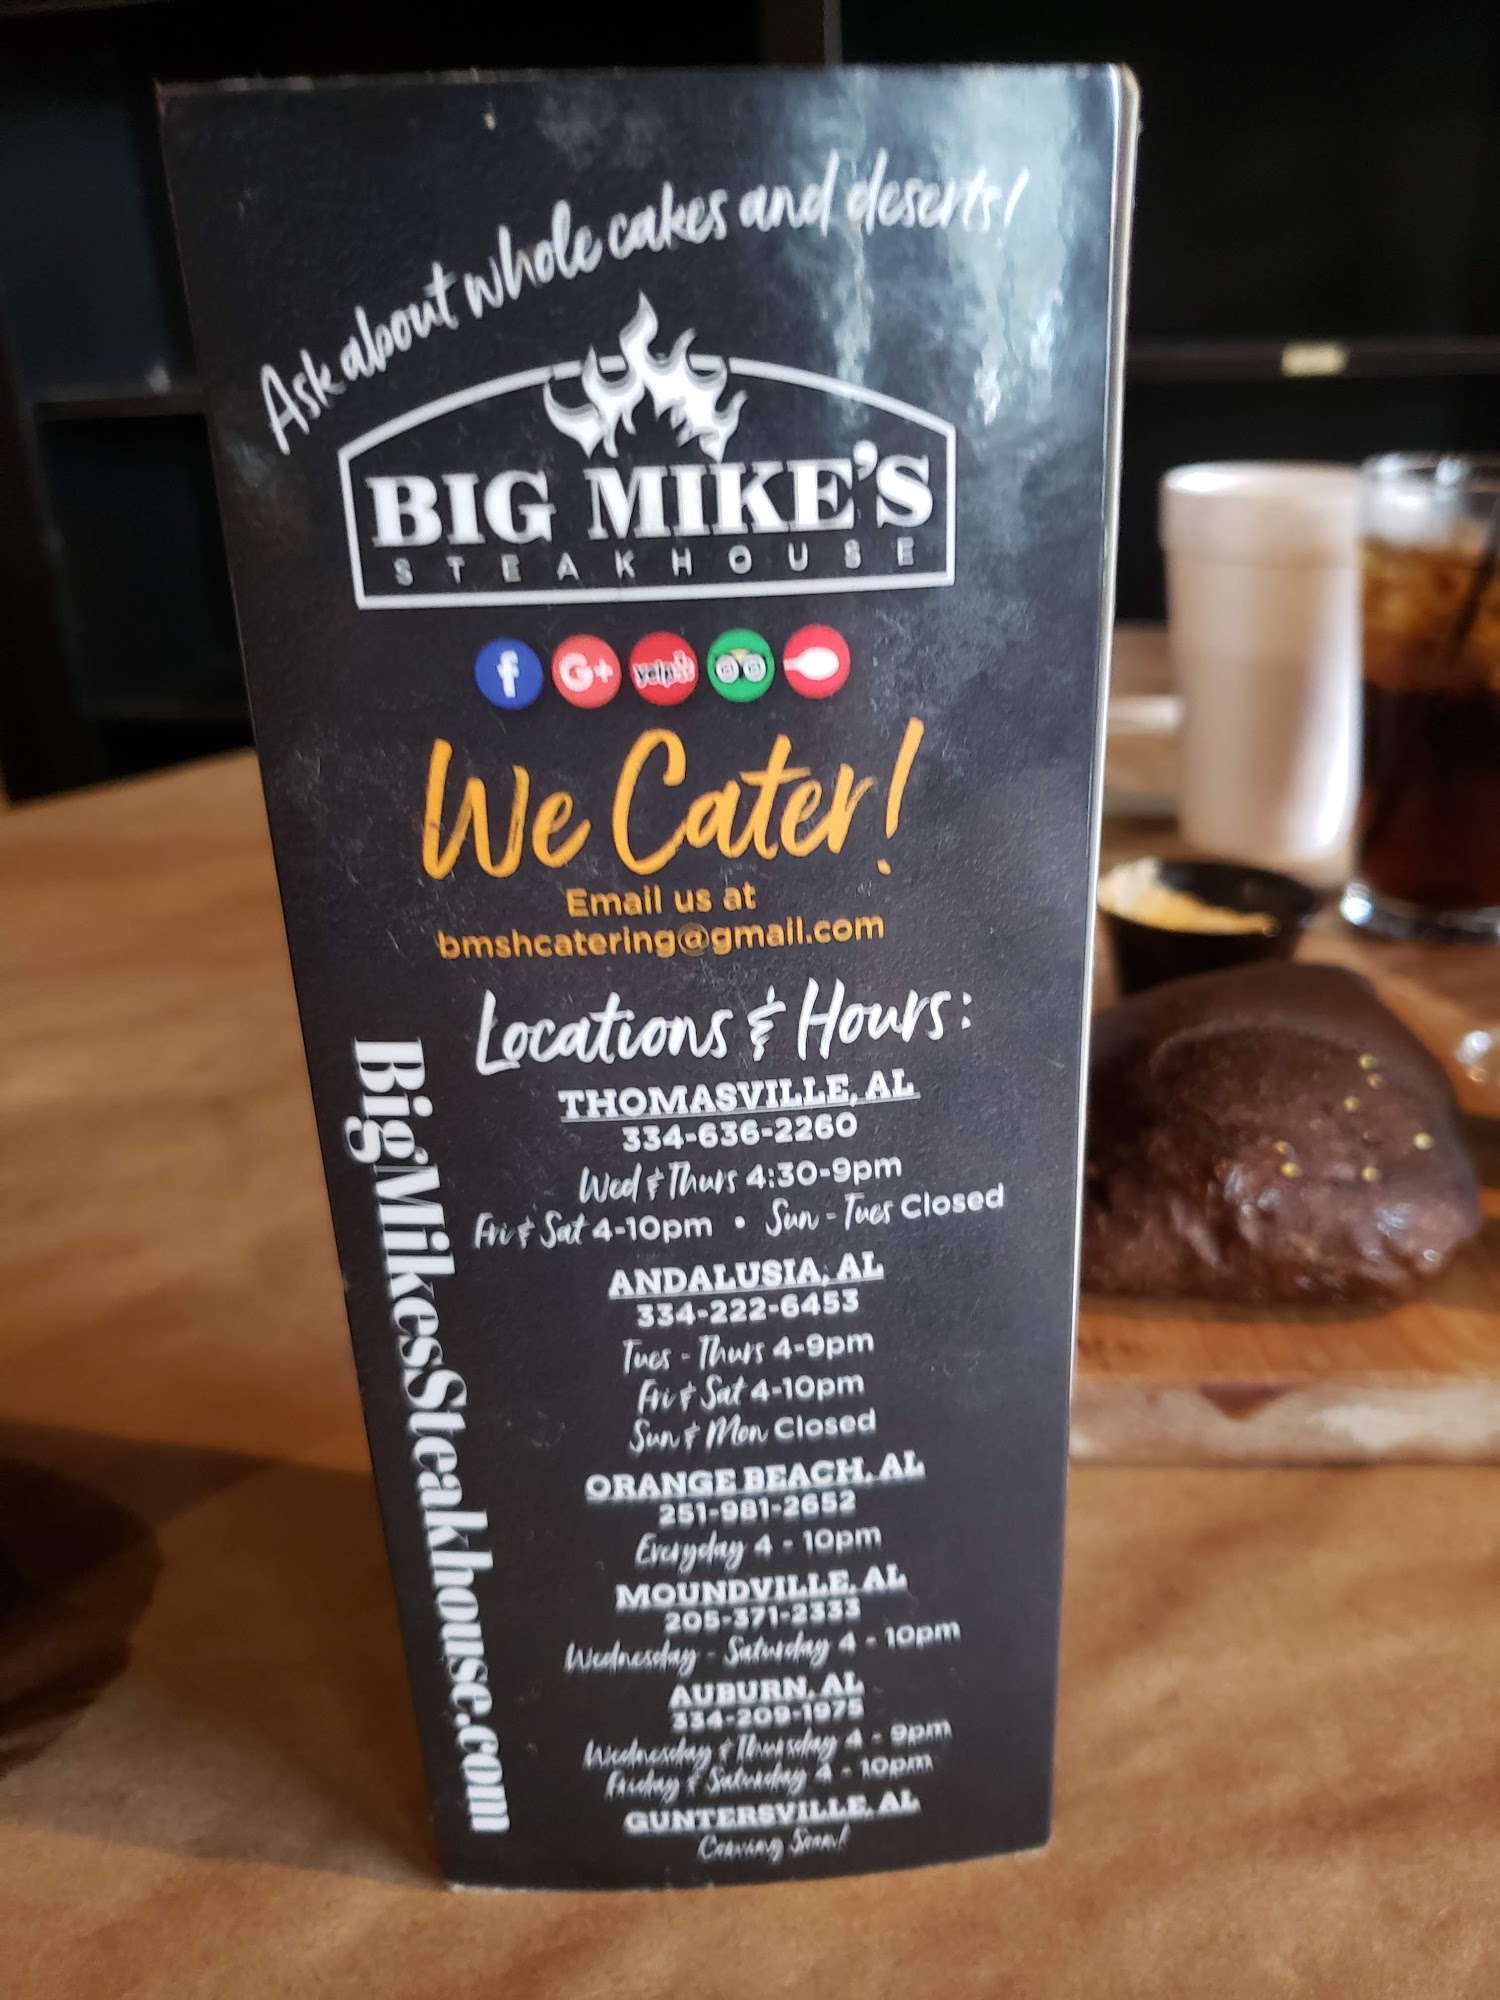 Ask about whole cakes and deserts!
BIG MIKE'S
STEAKHOUSE
f G+ yelp
We Cater!
Email us at
bmshcatering@gmail.com
Locations & Hours:
THOMASVILLE, AL
334-636-2260
Wed & Thurs 4:30-9pm
Fri & Sat 4-10pm • Sun - Tues Closed
ANDALUSIA, AL
334-222-6453
Tues - Thurs 4-9pm
Fri & Sat 4-10pm
Sun & Mon Closed
ORANGE BEACH, AL
251-981-2652
Everyday 4 - 10pm
MOUNDVILLE, AL
205-371-2333
Wednesday - Saturday 4 - 10pm
AUBURN, AL
334-209-1975
Wednesday & Thursday 4 - 9pm
Friday & Saturday 4 - 10pm
GUNTERSVILLE, AL
Coming Soon!
BigMikesSteakhouse.com